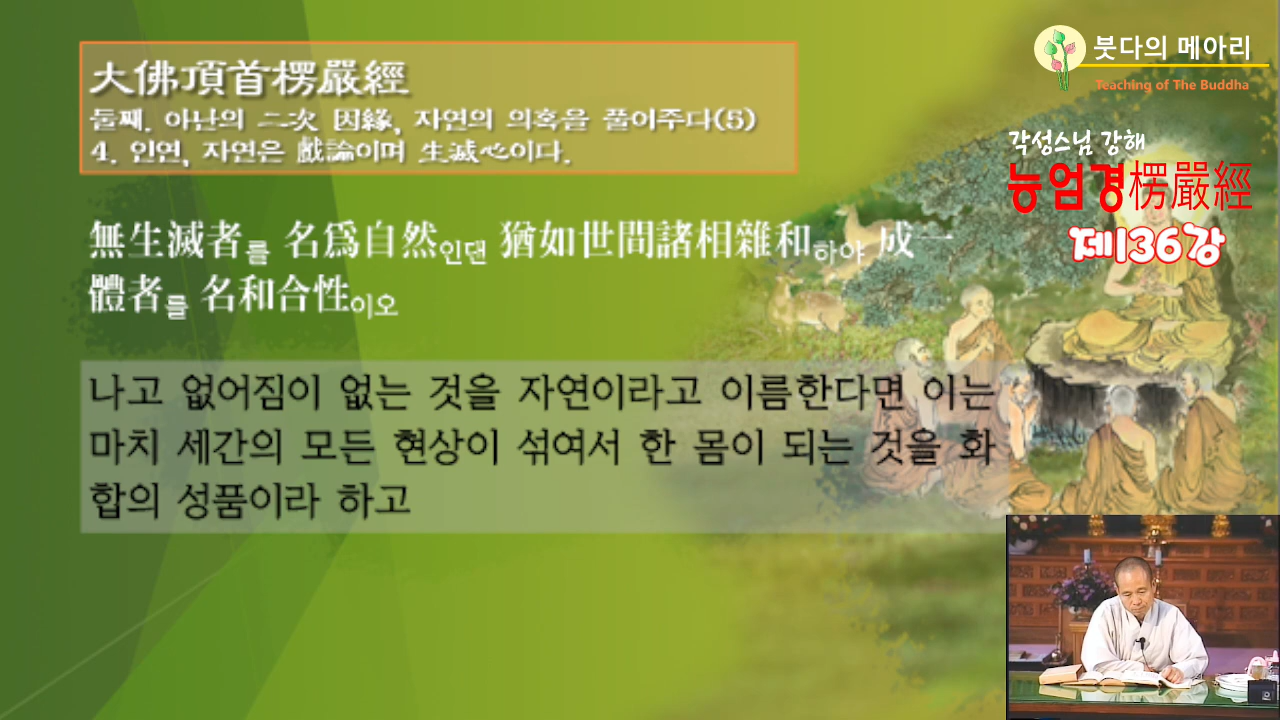 大佛頂首楞嚴經
둘째. 아난의 二次 因緣, 자연의 의혹을 풀어주다(5)
4. 인연, 자연은 戱論이며 生滅心이다.
無生滅者를 名爲自然인댄 猶如世間諸相雜和하야 成一
體者를 名和合性이오
나고 없어짐이 없는 것을 자연이라고 이름한다면 이는
마치 세간의 모든 현상이 섞여서 한 몸이 되는 것을 화
합의 성품이라 하고
붓다의 메아리
Teaching of The Buddha
각성스님 강해
능엄경楞嚴經
제136강